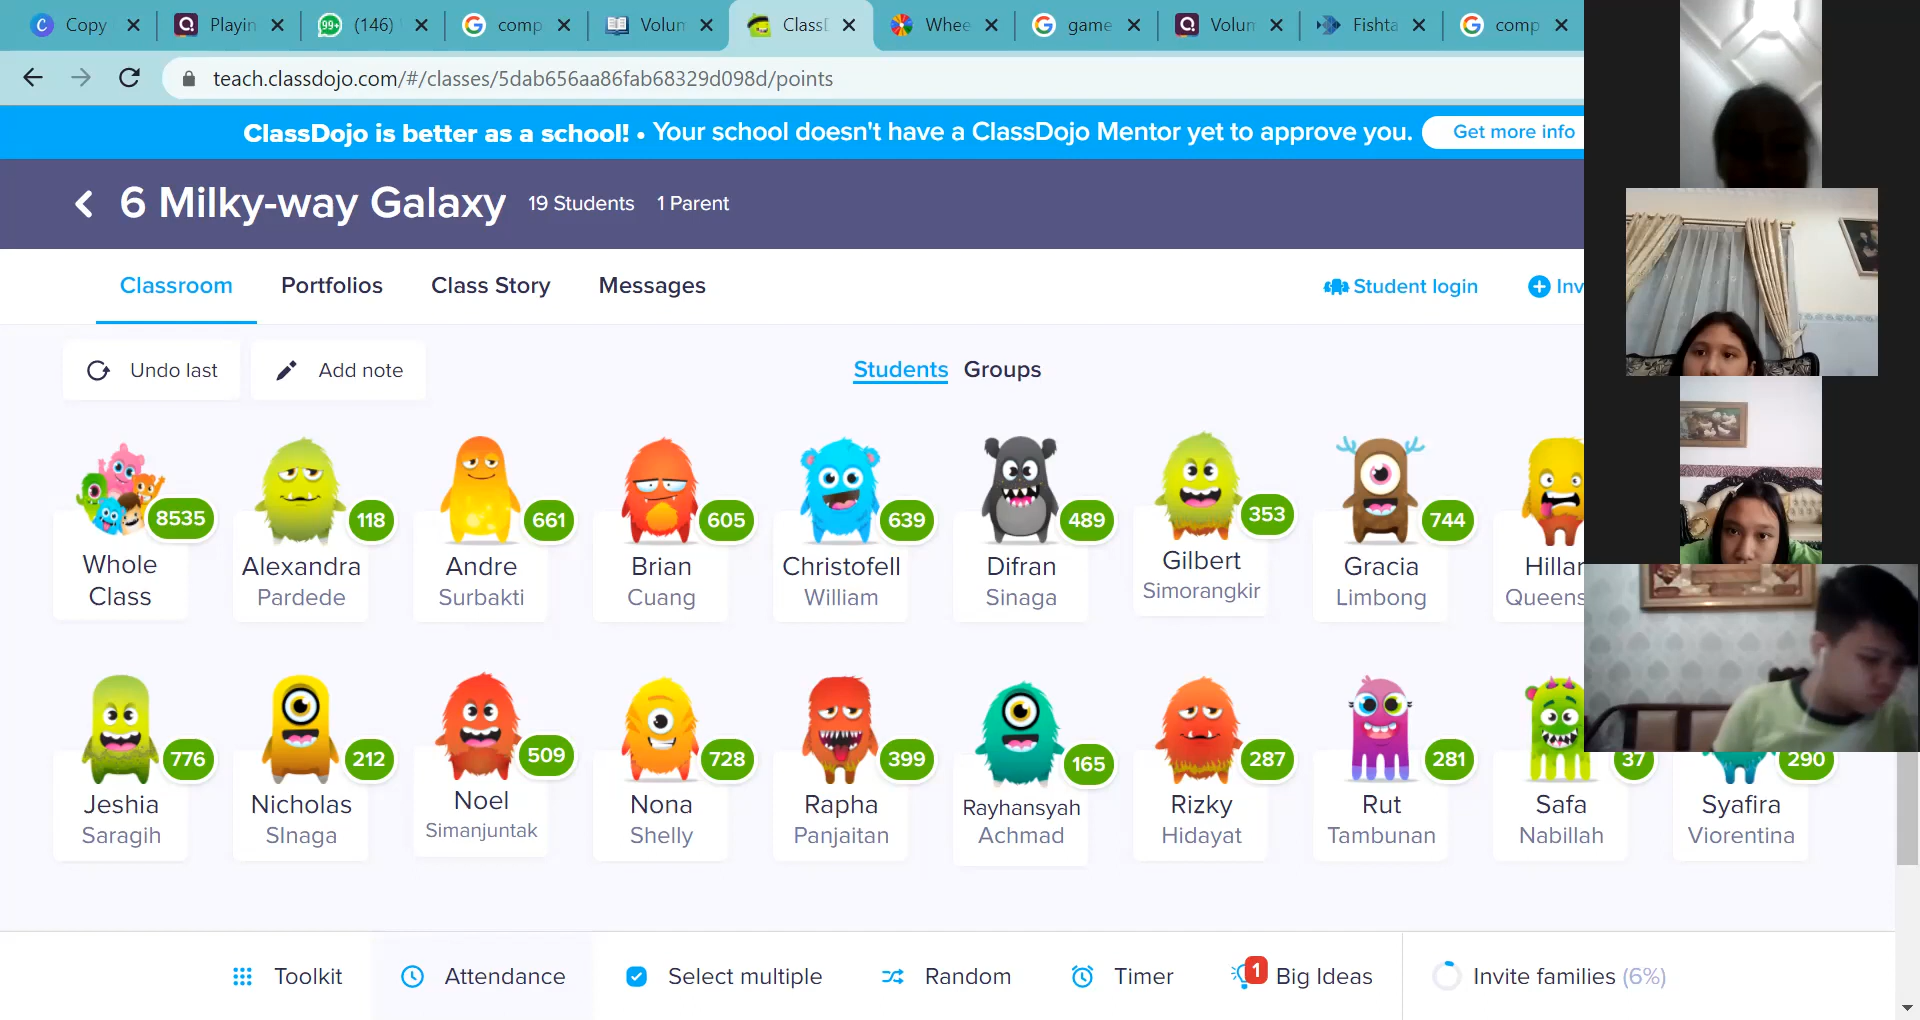 Copy
Playin
(146)
comp
Volun
ClassD
Whee
game
Volun
Fishta
comp
teach.classdojo.com/#/classes/5dab656aa86fab68329d098d/points
ClassDojo is better as a school! • Your school doesn't have a ClassDojo Mentor yet to approve you. Get more info
6 Milky-way Galaxy 19 Students 1 Parent
Classroom Portfolios Class Story Messages Student login Inv
Undo last Add note Students Groups
8535 118 661 605 639 489 353 744
Whole Class
Alexandra Pardede
Andre Surbakti
Brian Cuang
Christofell William
Difran Sinaga
Gilbert Simorangkir
Gracia Limbong
Hillar Queens
776 212 509 728 399 165 287 281 37 290
Jeshia Saragih
Nicholas SInaga
Noel Simanjuntak
Nona Shelly
Rapha Panjaitan
Rayhansyah Achmad
Rizky Hidayat
Rut Tambunan
Safa Nabillah
Syafira Viorentina
Toolkit Attendance Select multiple Random Timer 1 Big Ideas Invite families (6%)